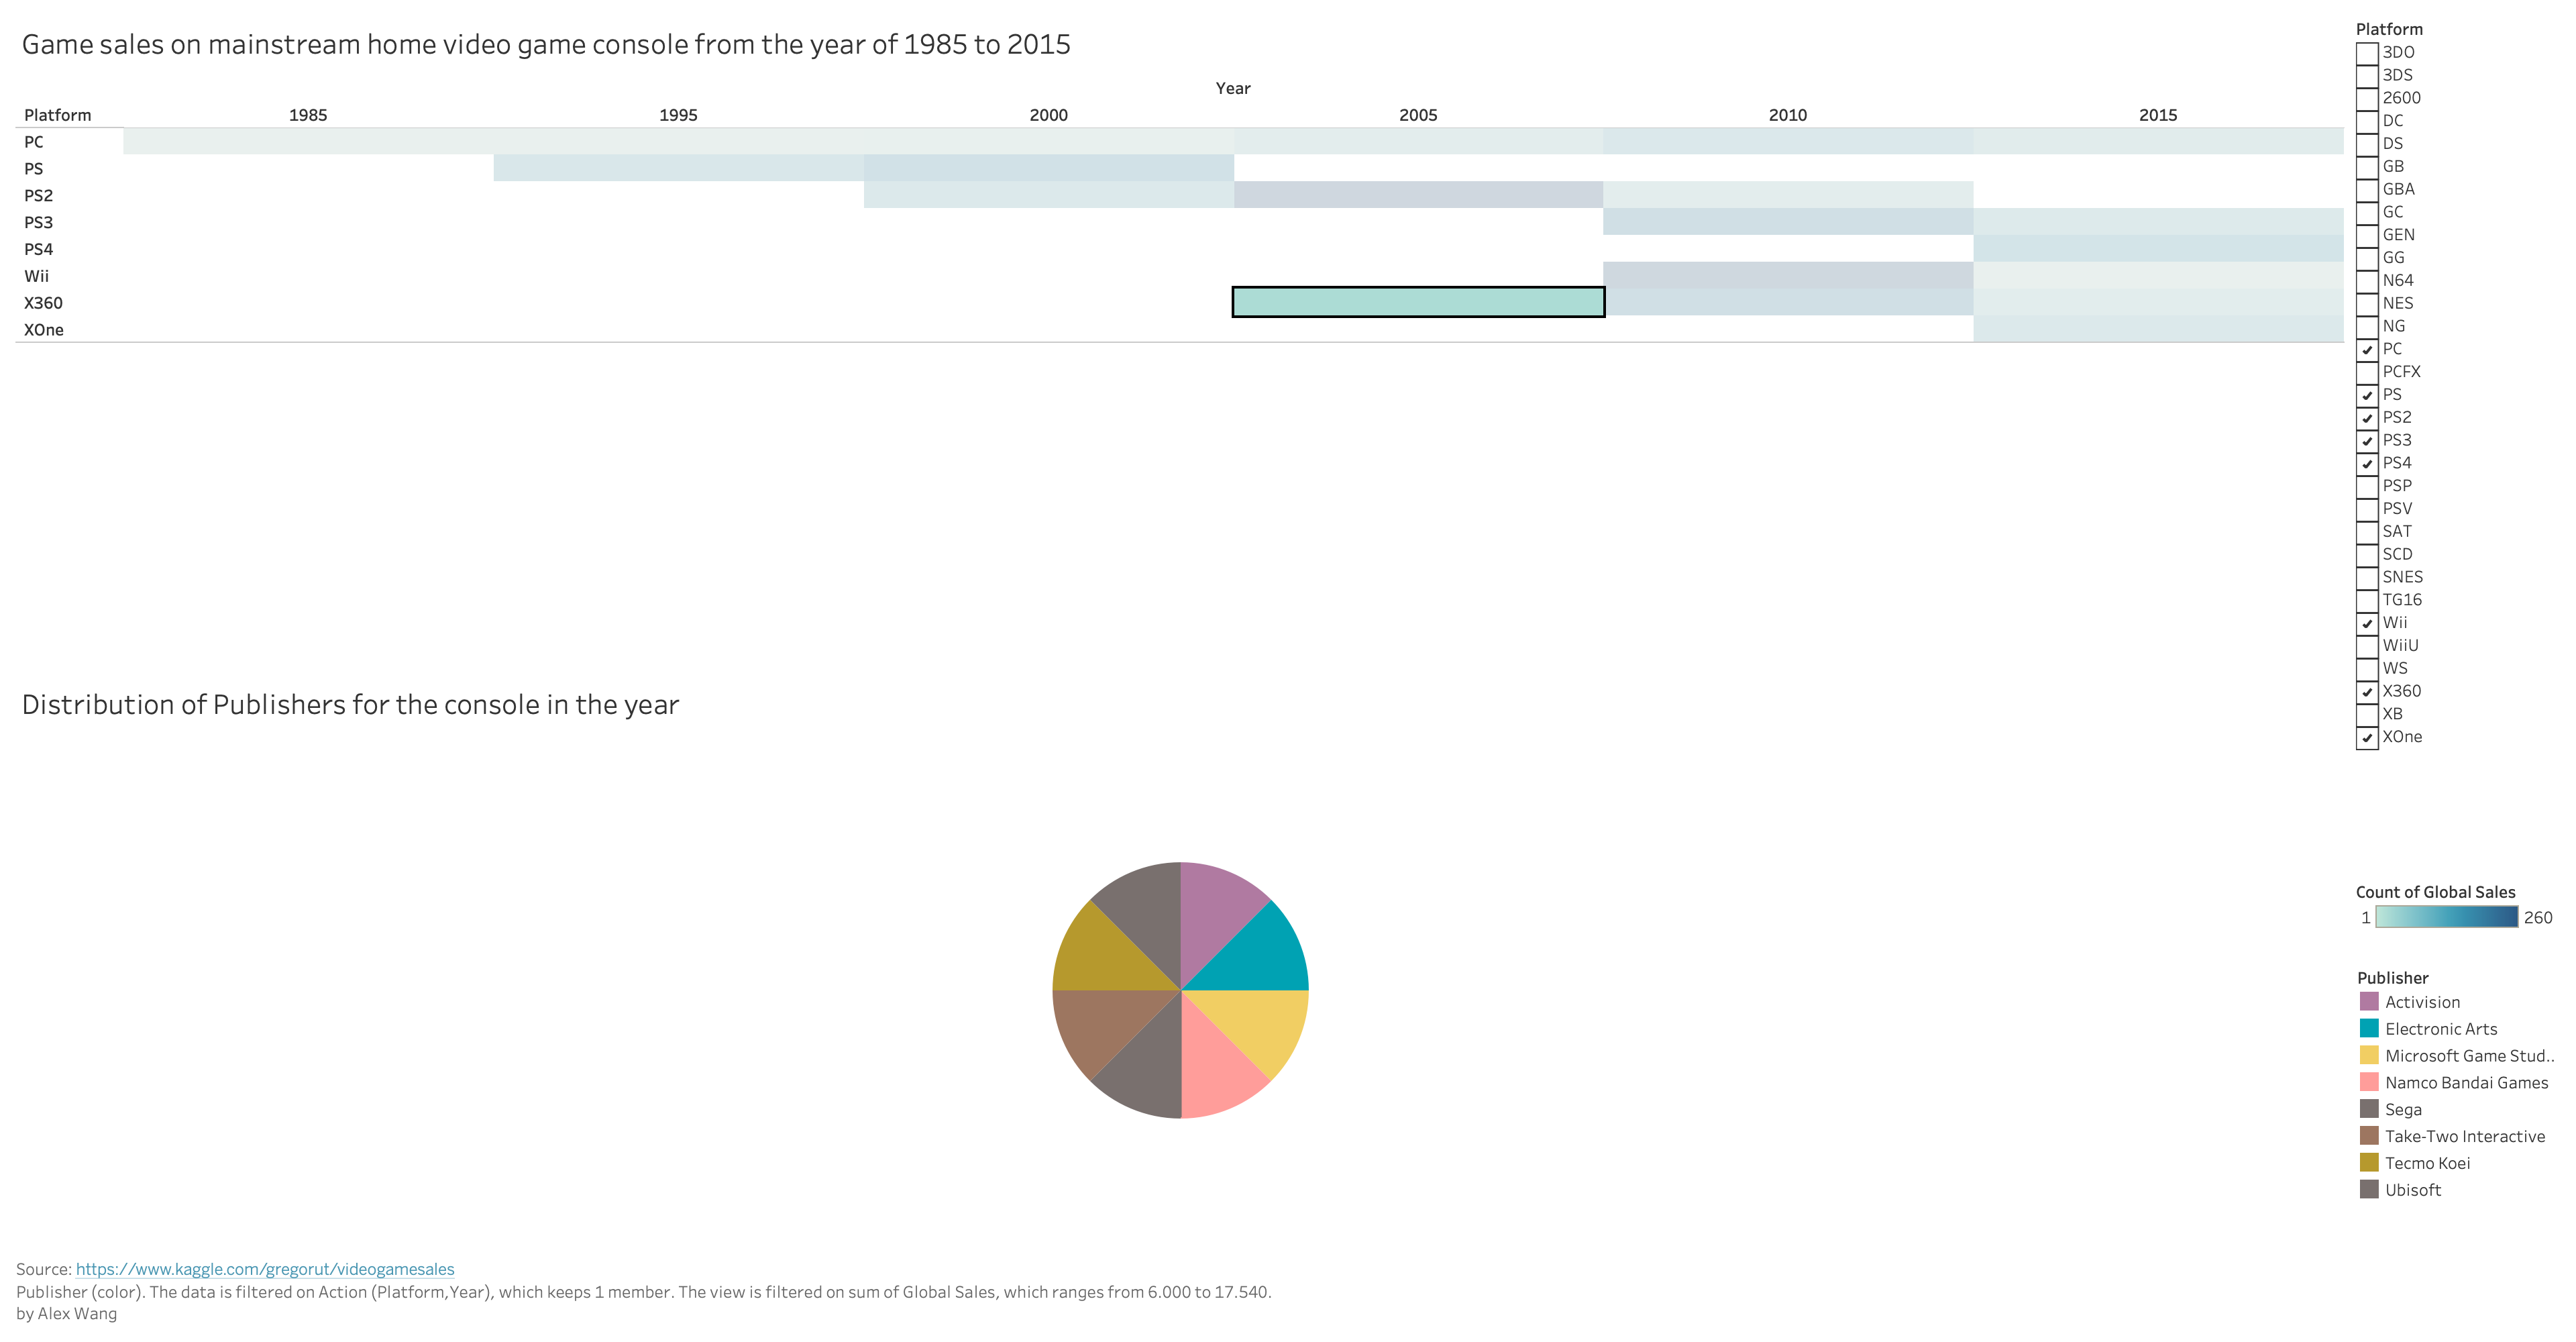 Game sales on mainstream home video game console from the year of 1985 to 2015
Year
Platform 1985 1995 2000 2005 2010 2015
PC
PS
PS2
PS3
PS4
Wii
X360
XOne
Distribution of Publishers for the console in the year
Platform
3DO
3DS
2600
DC
DS
GB
GBA
GC
GEN
GG
N64
NES
NG
PC
PCFX
PS
PS2
PS3
PS4
PSP
PSV
SAT
SCD
SNES
TG16
Wii
WiiU
WS
X360
XB
XOne
Count of Global Sales
1 260
Publisher
Activision
Electronic Arts
Microsoft Game Stud..
Namco Bandai Games
Sega
Take-Two Interactive
Tecmo Koei
Ubisoft
Source: https://www.kaggle.com/gregorut/videogamesales
Publisher (color). The data is filtered on Action (Platform,Year), which keeps 1 member. The view is filtered on sum of Global Sales, which ranges from 6.000 to 17.540.
by Alex Wang